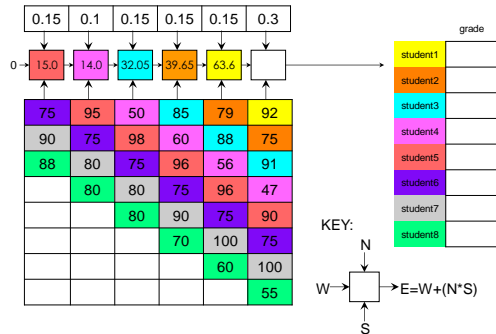 0.15 0.1 0.15 0.15 0.15 0.3
grade
0 15.0 14.0 32.05 39.65 63.6
student1
student2
student3
student4
student5
student6
student7
student8
75 95 50 85 79 92
90 75 98 60 88 75
88 80 75 96 56 91
80 80 75 96 47
80 90 75 90
70 100 75
60 100
55
KEY:
N
W E=W+(N*S)
S